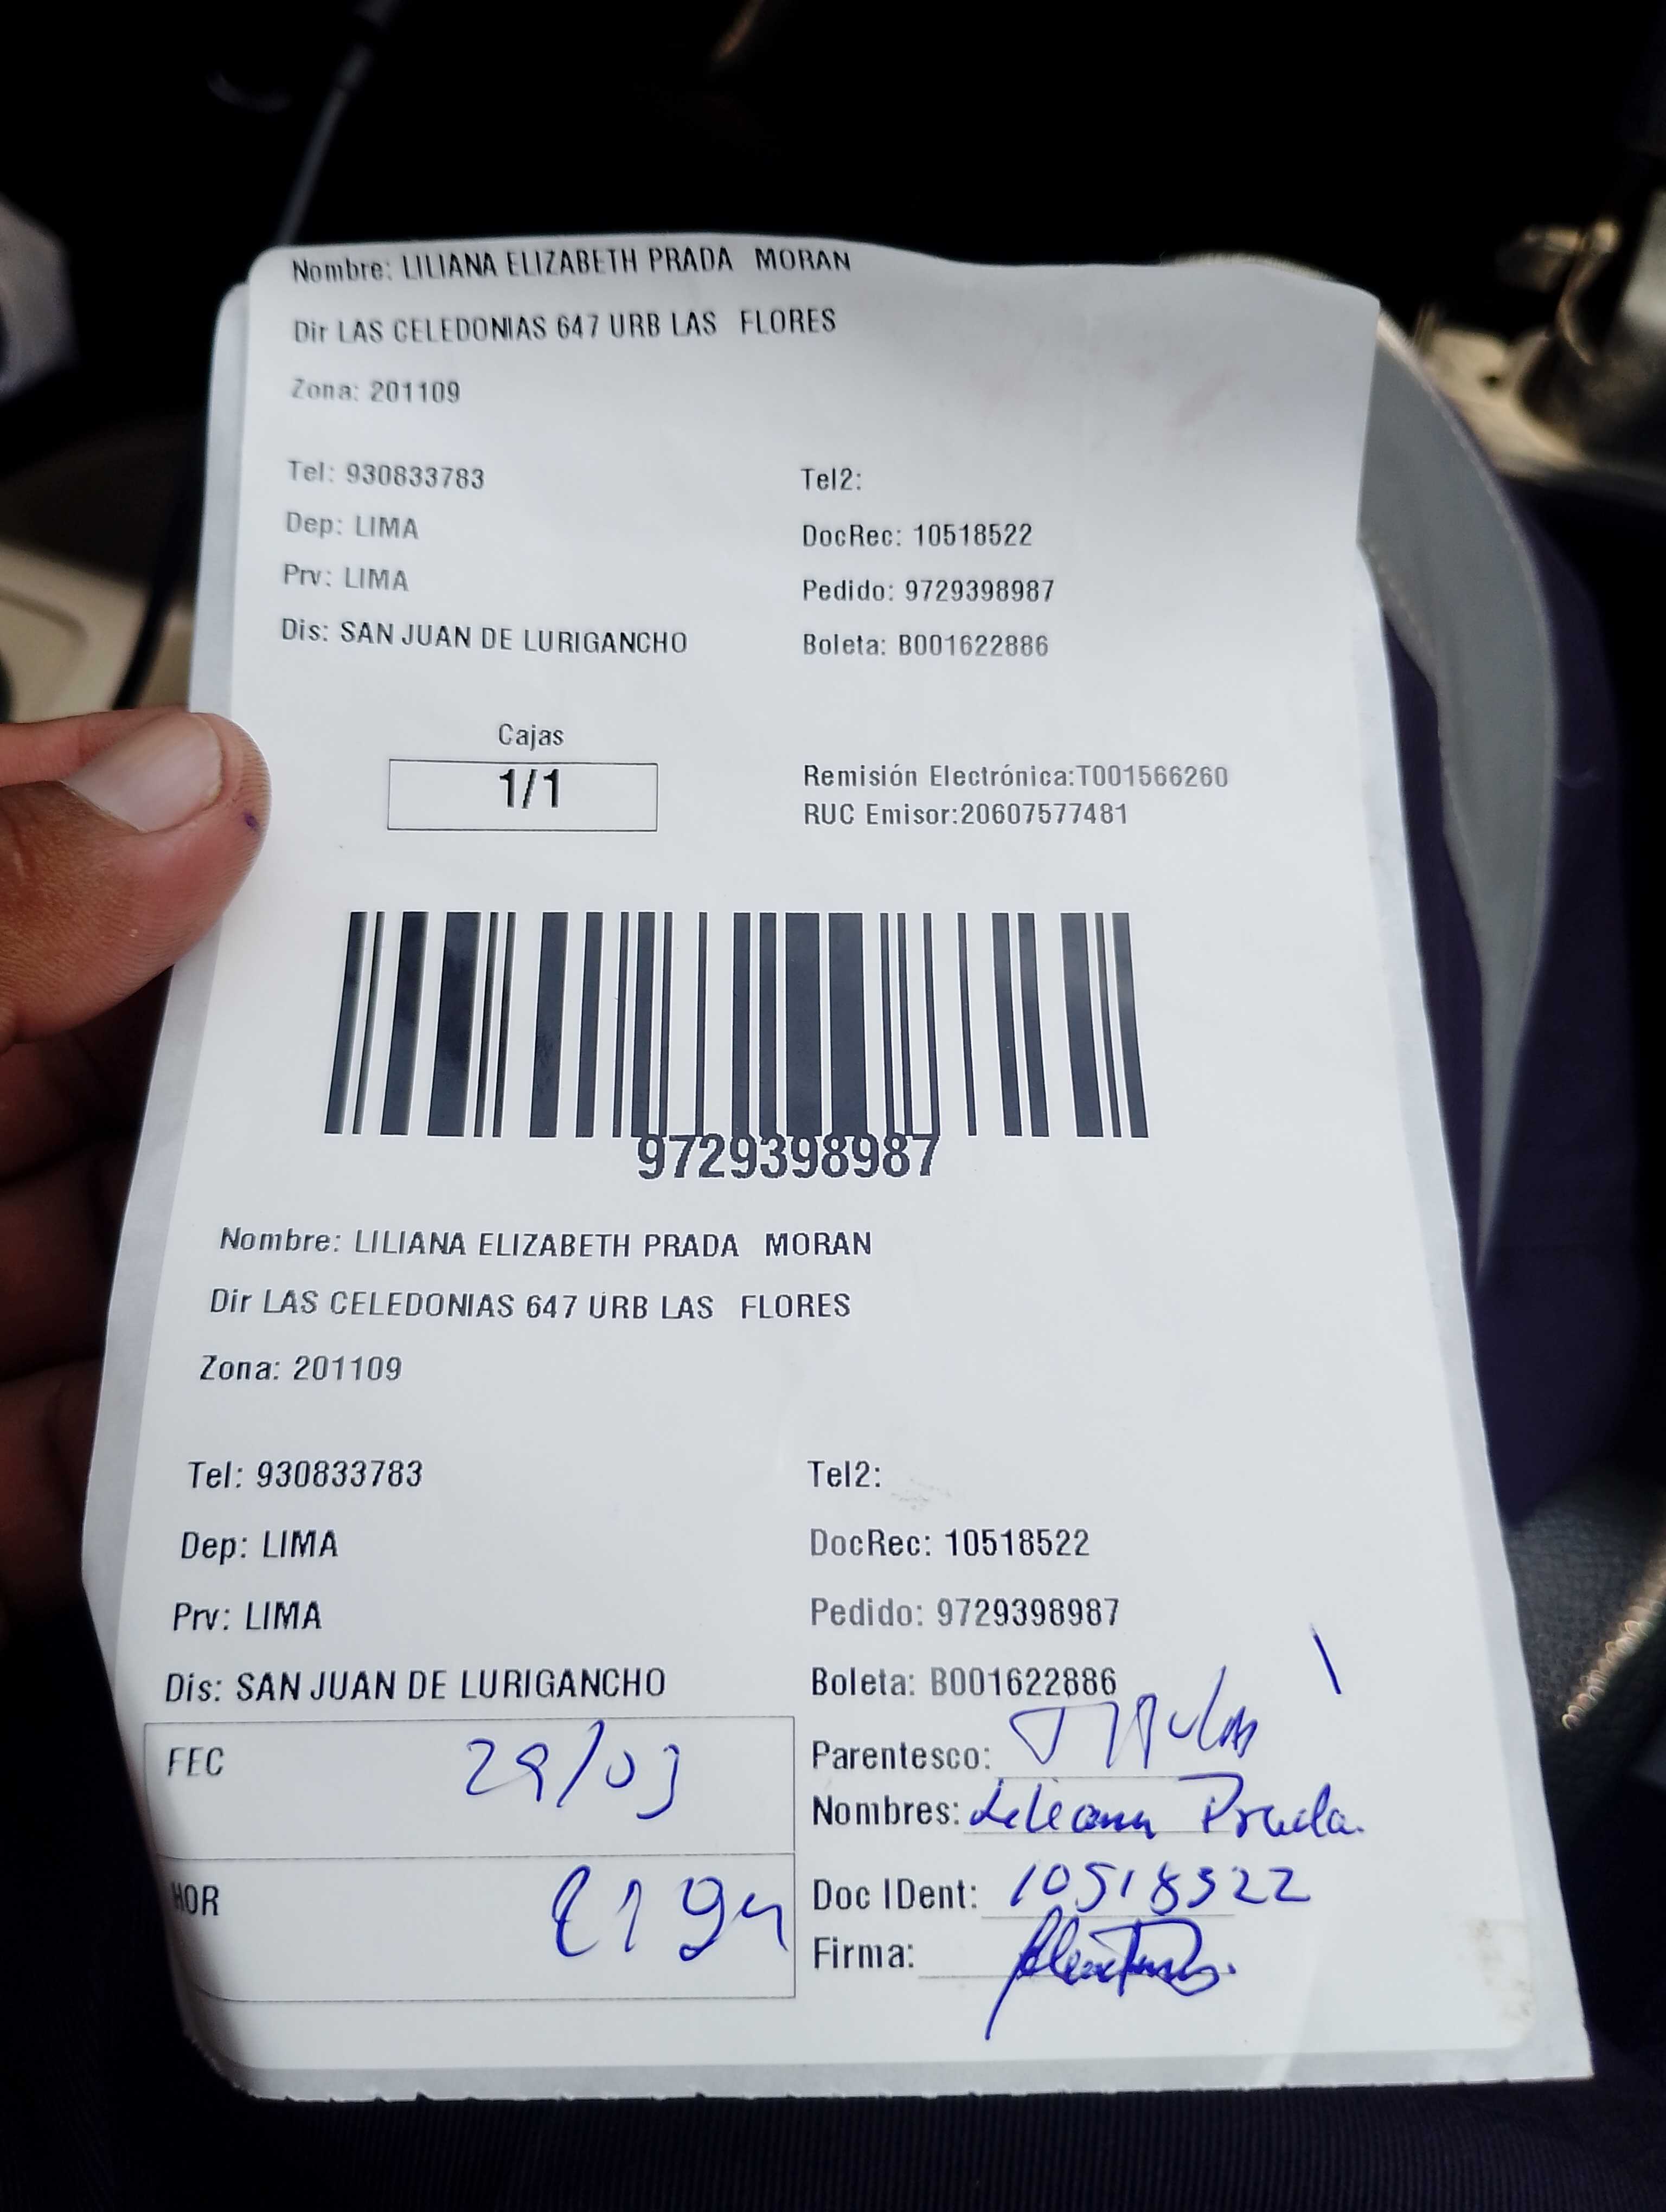 Nombre: LILIANA ELIZABETH PRADA MORAN
Dir LAS CELEDONIAS 647 URB LAS FLORES
Zona: 201109
Tel: 930833783 Tel2:
Dep: LIMA DocRec: 10518522
Prv: LIMA Pedido: 9729398987
Dis: SAN JUAN DE LURIGANCHO Boleta: B001622886
Cajas
1/1
Remisión Electrónica:T001566260
RUC Emisor:20607577481
9729398987
Nombre: LILIANA ELIZABETH PRADA MORAN
Dir LAS CELEDONIAS 647 URB LAS FLORES
Zona: 201109
Tel: 930833783 Tel2:
Dep: LIMA DocRec: 10518522
Prv: LIMA Pedido: 9729398987
Dis: SAN JUAN DE LURIGANCHO Boleta: B001622886
FEC 29/03
Parentesco:
Nombres: Liliana Prada.
HOR
Doc IDent: 10518522
Firma: